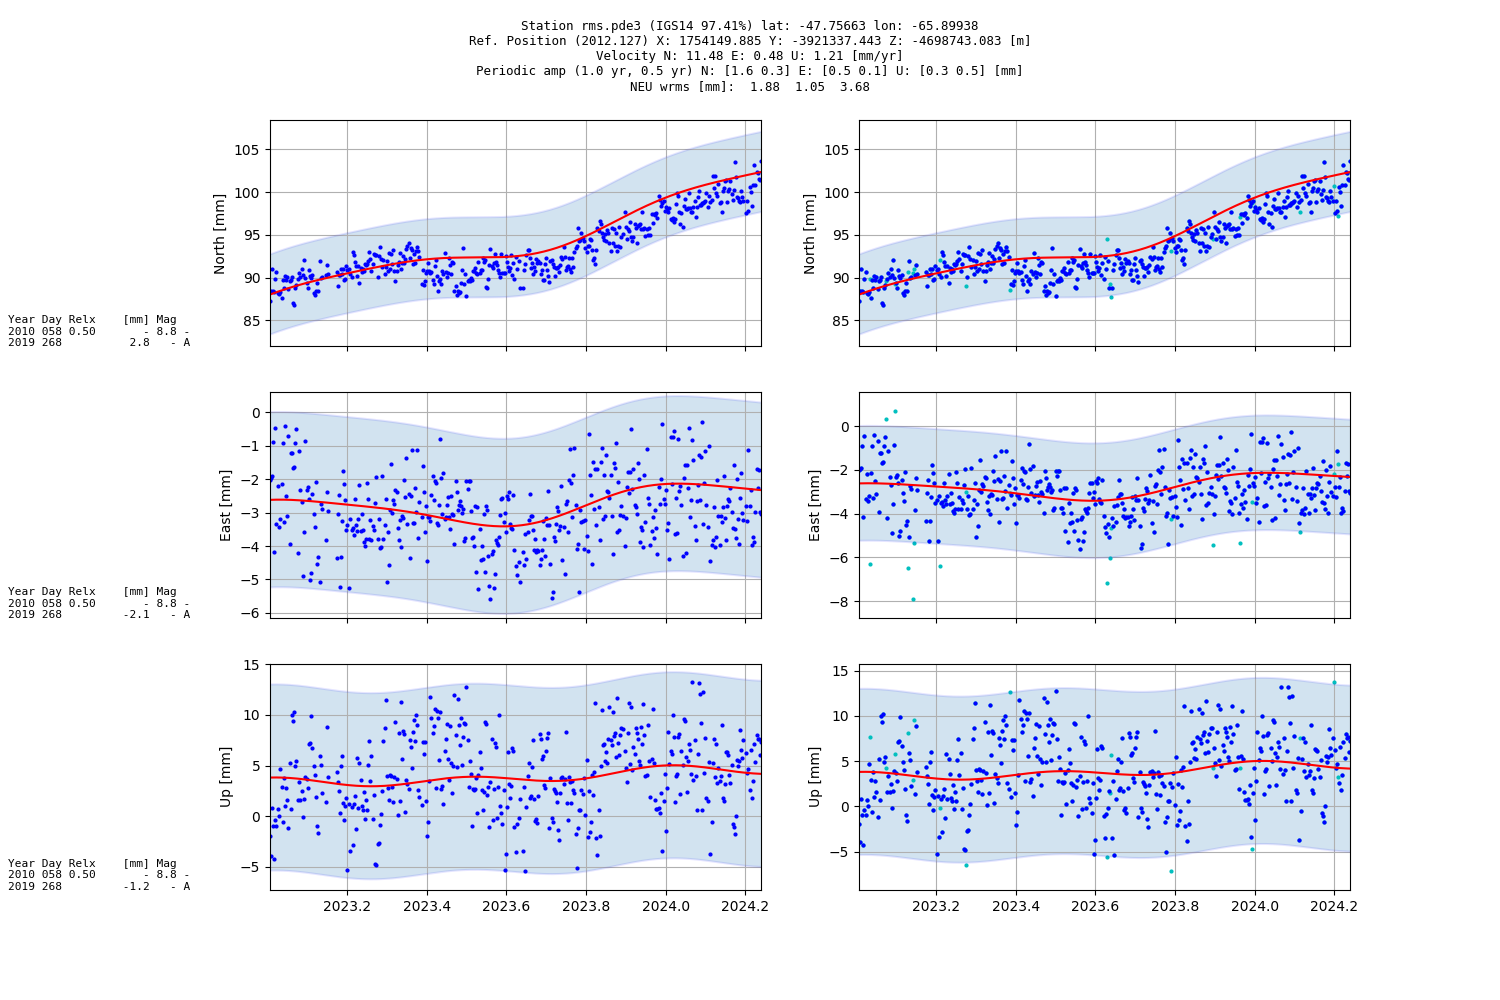 Station rms.pde3 (IGS14 97.41%) lat: -47.75663 lon: -65.89938
Ref. Position (2012.127) X: 1754149.885 Y: -3921337.443 Z: -4698743.083 [m]
Velocity N: 11.48 E: 0.48 U: 1.21 [mm/yr]
Periodic amp (1.0 yr, 0.5 yr) N: [1.6 0.3] E: [0.5 0.1] U: [0.3 0.5] [mm]
NEU wrms [mm]:  1.88  1.05  3.68
105
100
95
90
85
North [mm]
105
100
95
90
85
North [mm]
Year Day Relx    [mm] Mag
2010 058 0.50       - 8.8 -
2019 268          2.8   - A
0
−1
−2
−3
−4
−5
−6
East [mm]
0
−2
−4
−6
−8
East [mm]
Year Day Relx    [mm] Mag
2010 058 0.50       - 8.8 -
2019 268         -2.1   - A
15
10
5
0
−5
Up [mm]
15
10
5
0
−5
Up [mm]
Year Day Relx    [mm] Mag
2010 058 0.50       - 8.8 -
2019 268         -1.2   - A
2023.2 2023.4 2023.6 2023.8 2024.0 2024.2
2023.2 2023.4 2023.6 2023.8 2024.0 2024.2